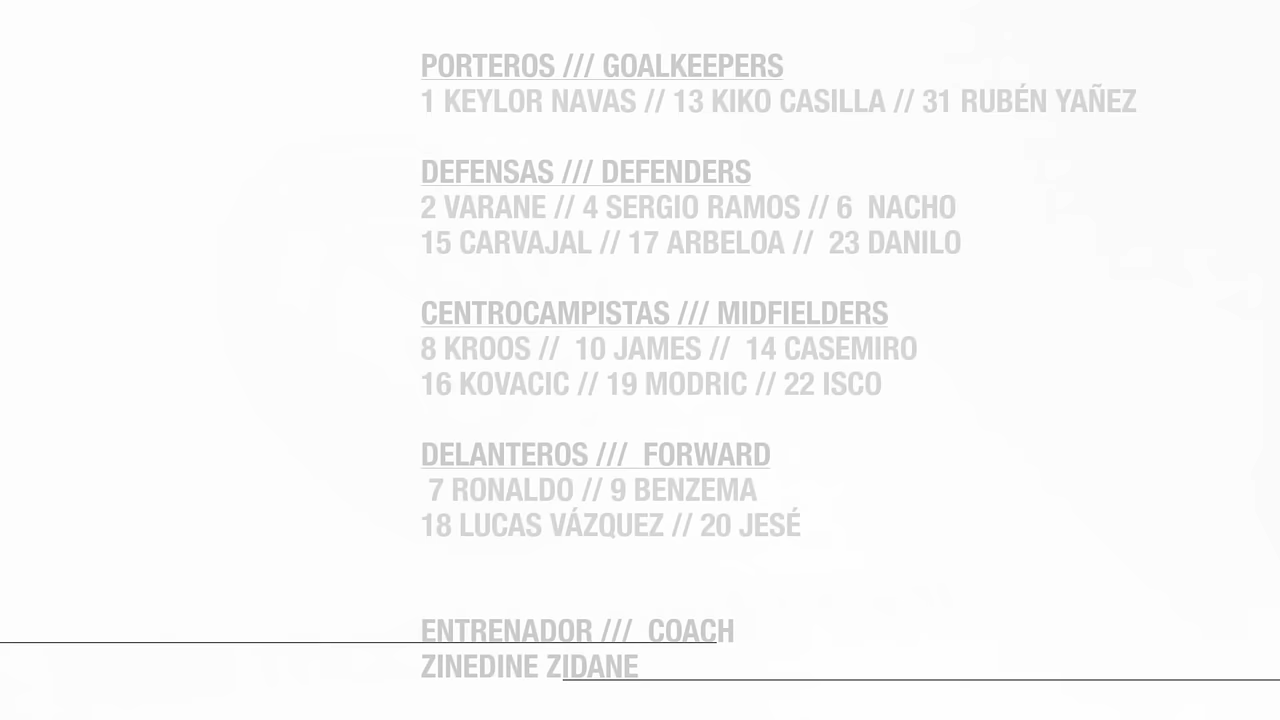 PORTEROS /// GOALKEEPERS
1 KEYLOR NAVAS // 13 KIKO CASILLA // 31 RUBÉN YAÑEZ
DEFENSAS /// DEFENDERS
2 VARANE // 4 SERGIO RAMOS // 6 NACHO
15 CARVAJAL // 17 ARBELOA // 23 DANILO
CENTROCAMPISTAS /// MIDFIELDERS
8 KROOS // 10 JAMES // 14 CASEMIRO
16 KOVACIC // 19 MODRIC // 22 ISCO
DELANTEROS /// FORWARD
7 RONALDO // 9 BENZEMA
18 LUCAS VÁZQUEZ // 20 JESÉ
ENTRENADOR /// COACH
ZINEDINE ZIDANE